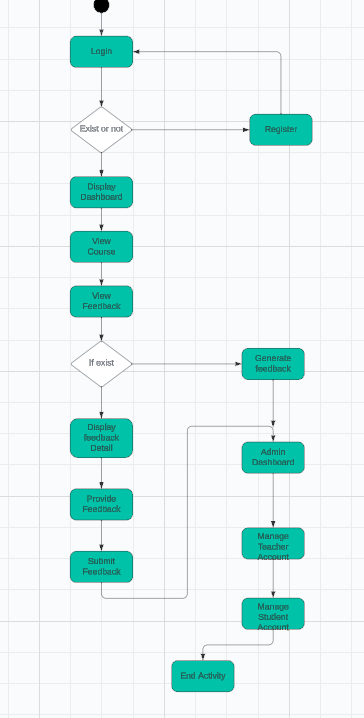 Login
Exist or not
Register
Display
Dashboard
View
Course
View
Feedback
If exist
Generate
feedback
Display
feedback
Detail
Admin
Dashboard
Provide
Feedback
Manage
Teacher
Account
Submit
Feedback
Manage
Student
Account
End Activity